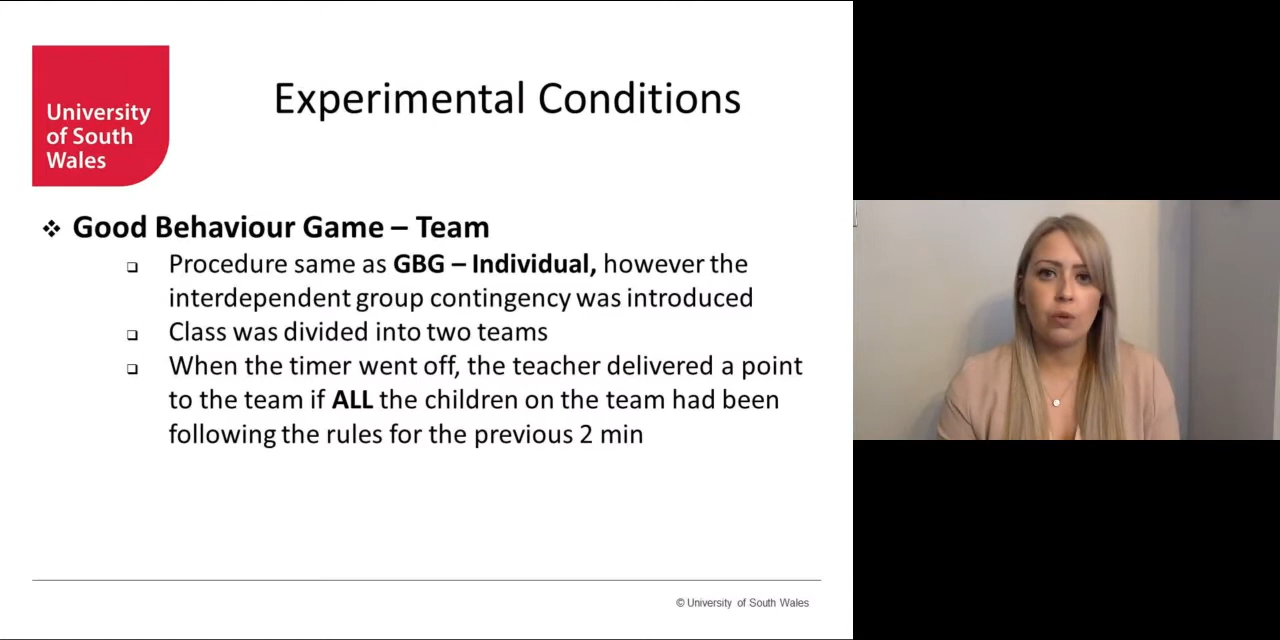 University
of South
Wales
Experimental Conditions
❖ Good Behaviour Game – Team
❑ Procedure same as GBG – Individual, however the
interdependent group contingency was introduced
❑ Class was divided into two teams
❑ When the timer went off, the teacher delivered a point
to the team if ALL the children on the team had been
following the rules for the previous 2 min
© University of South Wales